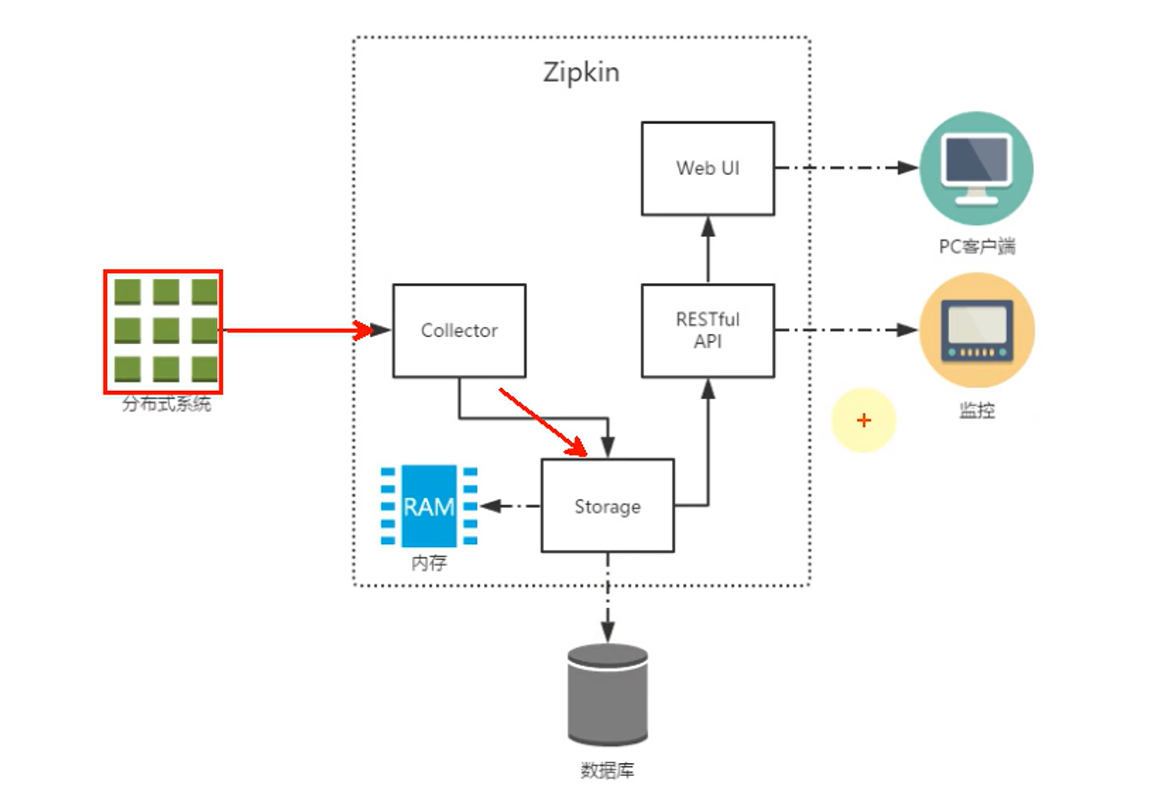 Zipkin
Web UI
PC客户端
Collector
RESTful
API
监控
分布式系统
RAM
内存
Storage
数据库